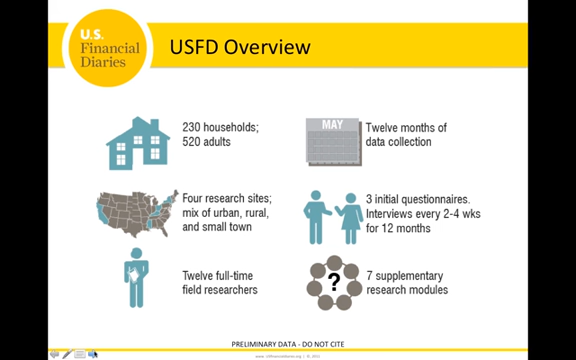 U.S.
Financial
Diaries
USFD Overview
230 households;
520 adults
MAY
Twelve months of
data collection
Four research sites;
mix of urban, rural,
and small town
3 initial questionnaires.
Interviews every 2-4 wks
for 12 months
Twelve full-time
field researchers
?
7 supplementary
research modules
PRELIMINARY DATA - DO NOT CITE